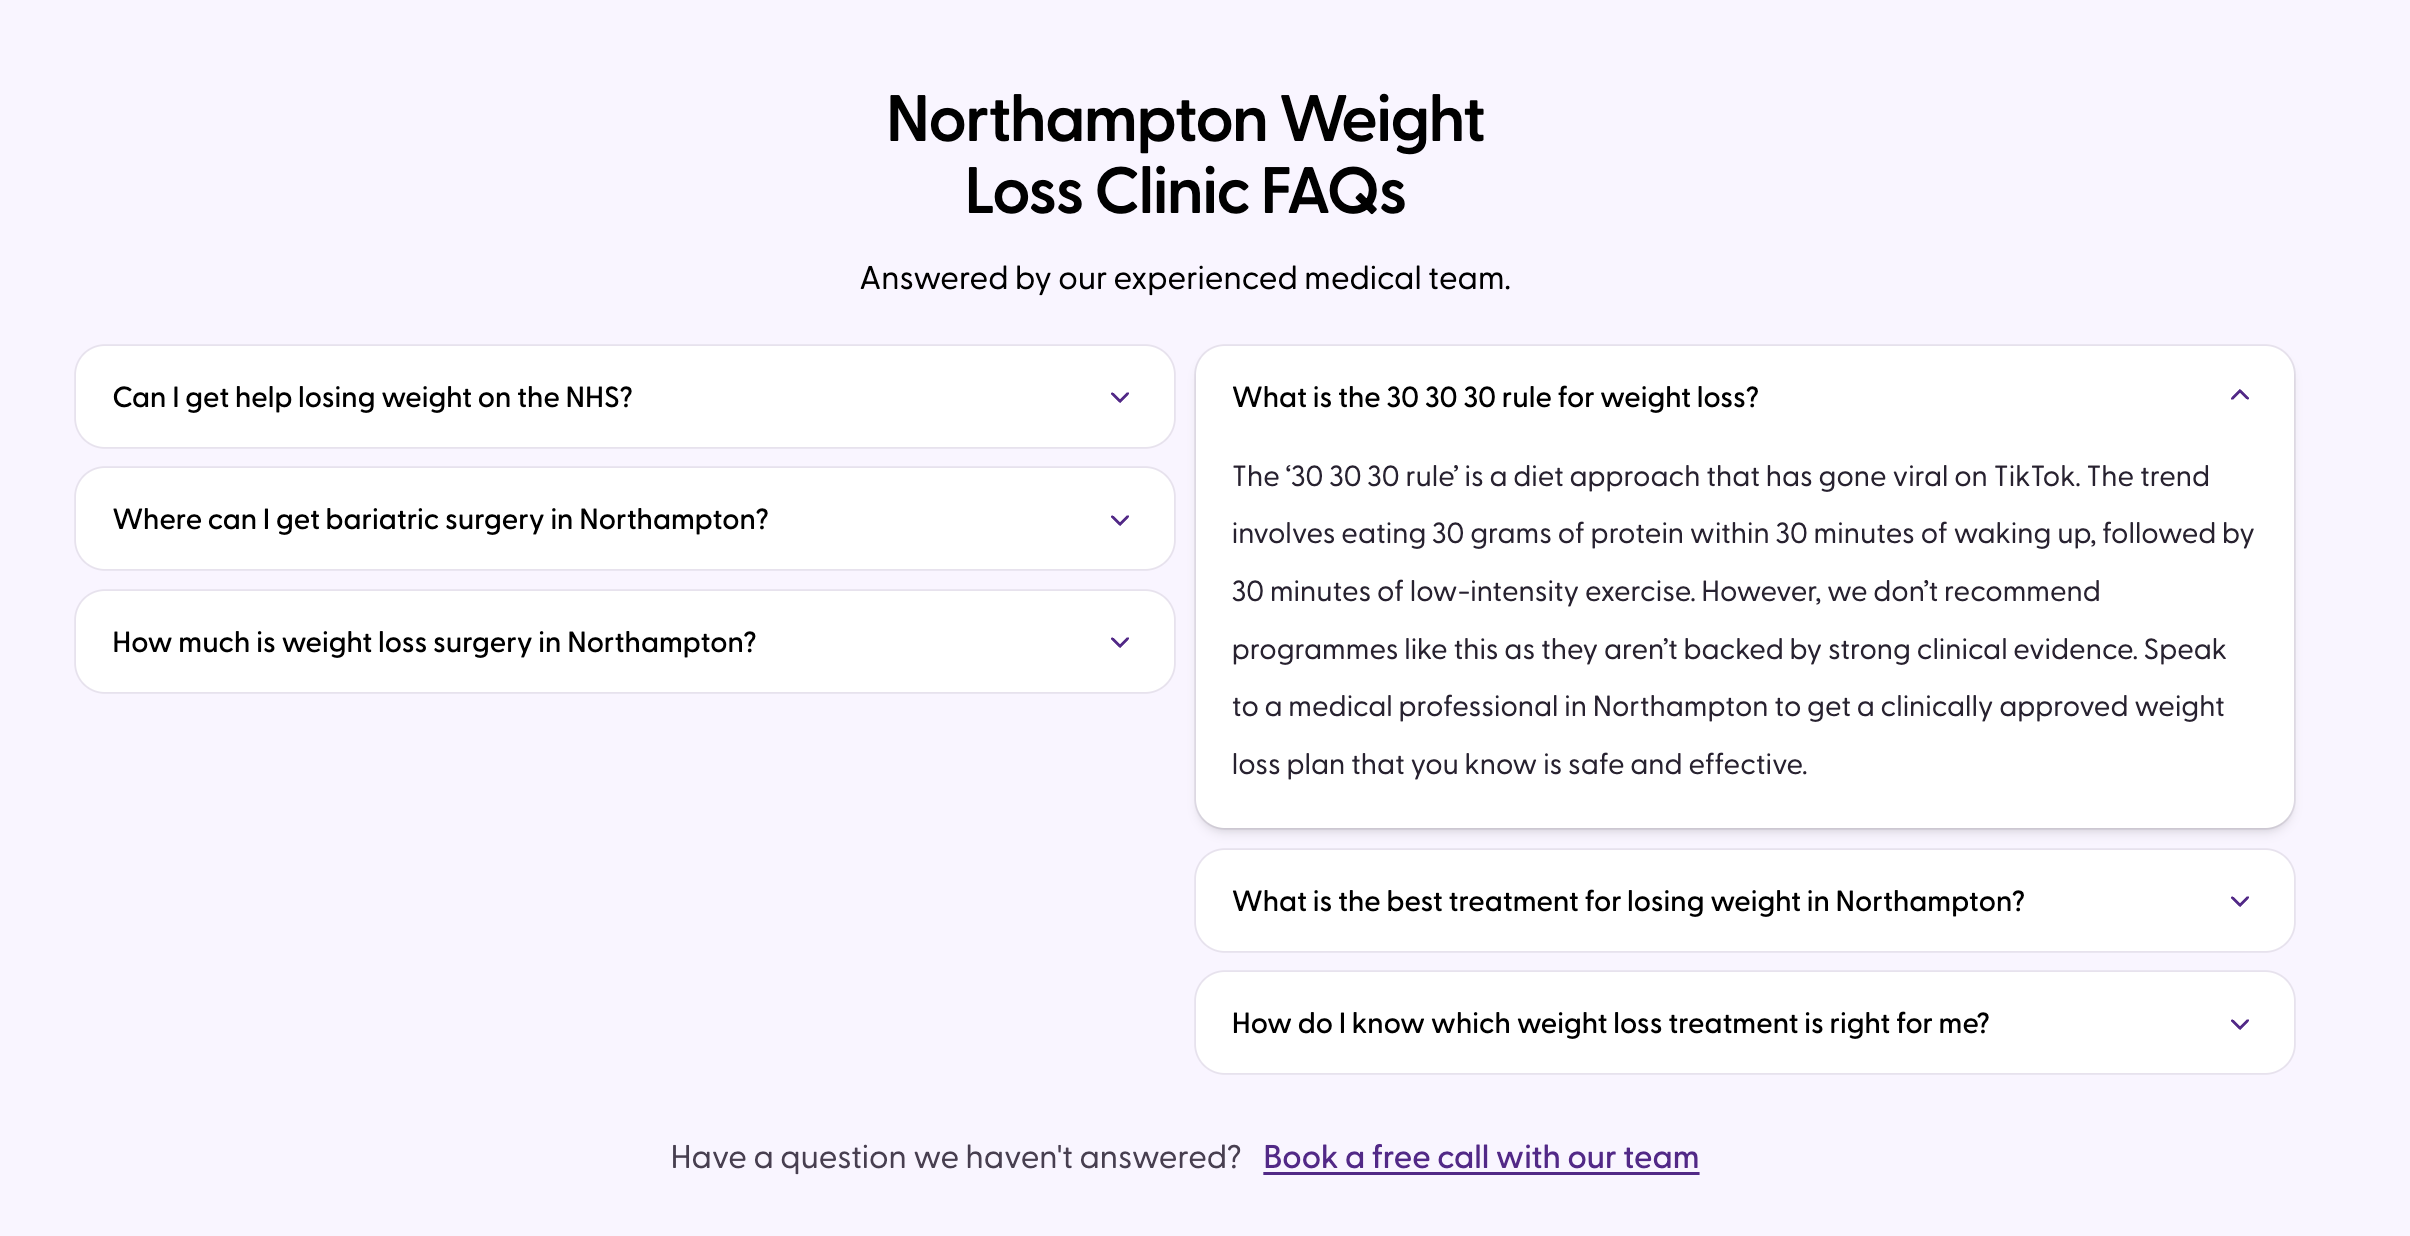 Northampton Weight
Loss Clinic FAQs
Answered by our experienced medical team.
Can I get help losing weight on the NHS?
Where can I get bariatric surgery in Northampton?
How much is weight loss surgery in Northampton?
What is the 30 30 30 rule for weight loss?
The ‘30 30 30 rule’ is a diet approach that has gone viral on TikTok. The trend
involves eating 30 grams of protein within 30 minutes of waking up, followed by
30 minutes of low-intensity exercise. However, we don’t recommend
programmes like this as they aren’t backed by strong clinical evidence. Speak
to a medical professional in Northampton to get a clinically approved weight
loss plan that you know is safe and effective.
What is the best treatment for losing weight in Northampton?
How do I know which weight loss treatment is right for me?
Have a question we haven't answered? Book a free call with our team